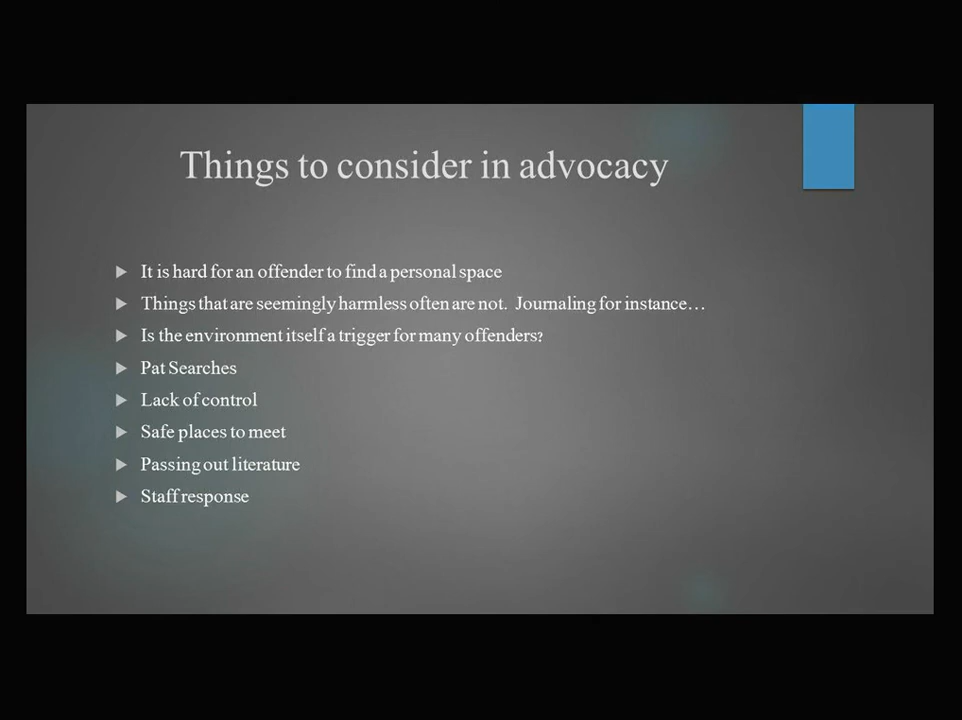 Things to consider in advocacy
It is hard for an offender to find a personal space
Things that are seemingly harmless often are not. Journaling for instance…
Is the environment itself a trigger for many offenders?
Pat Searches
Lack of control
Safe places to meet
Passing out literature
Staff response